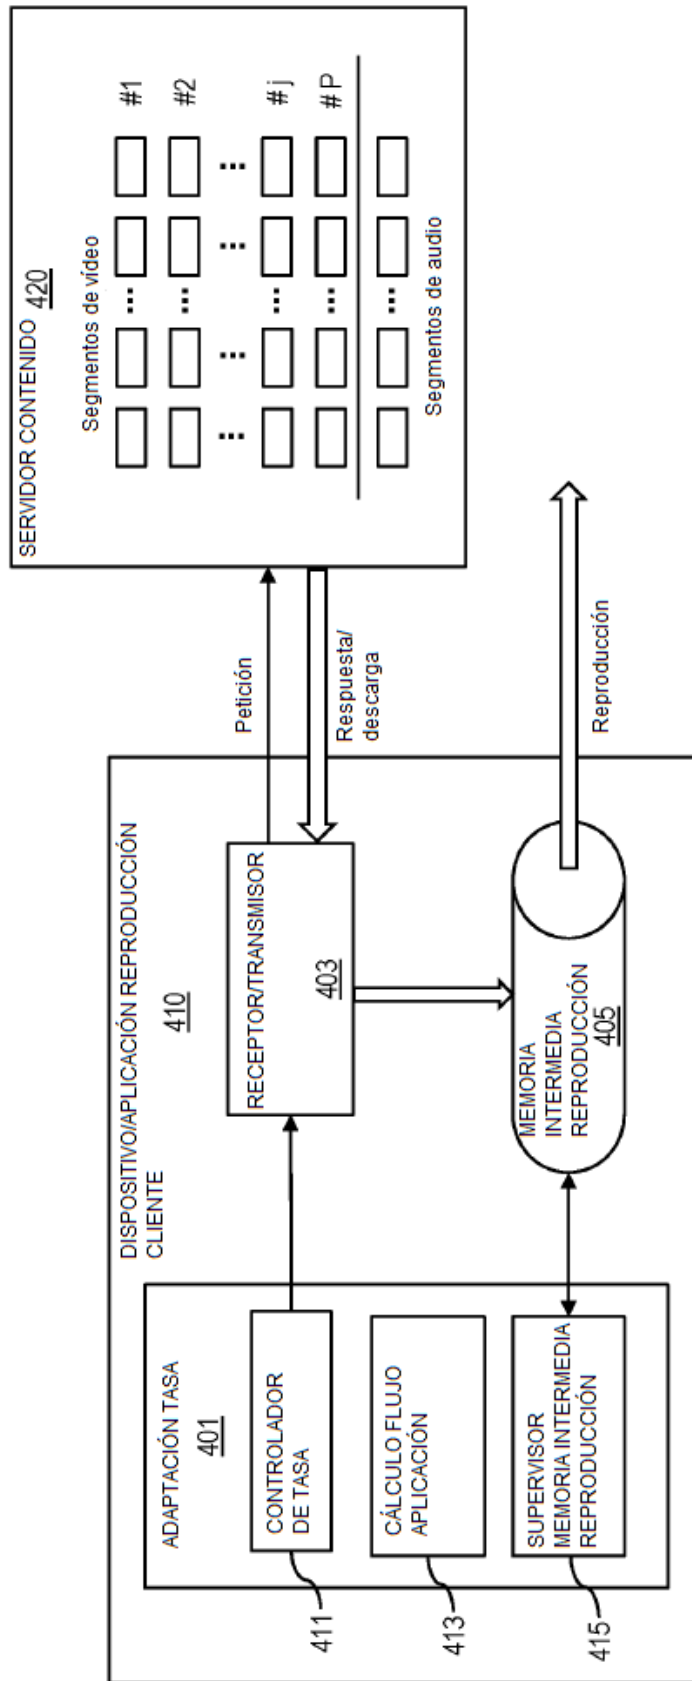 DISPOSITIVO/APLICACIÓN REPRODUCCIÓN
CLIENTE
410
ADAPTACIÓN TASA
401
CONTROLADOR
DE TASA
411
CÁLCULO FLUJO
APLICACIÓN
413
SUPERVISOR
MEMORIA INTERMEDIA
REPRODUCCIÓN
415
RECEPTOR/TRANSMISOR
403
MEMORIA
INTERMEDIA
REPRODUCCIÓN
405
Petición
Respuesta/
descarga
Reproducción
SERVIDOR CONTENIDO
420
Segmentos de vídeo
#1
#2
# j
# P
Segmentos de audio